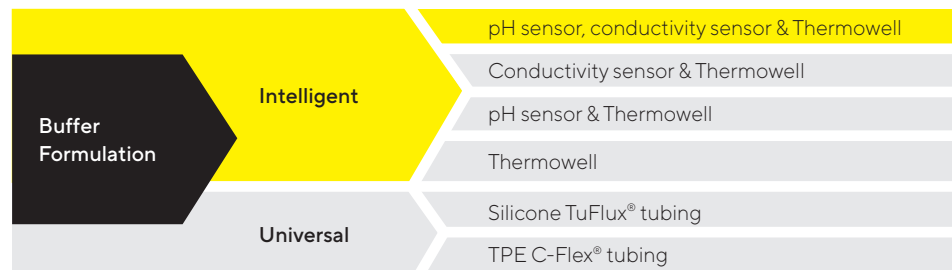 Buffer
Formulation
Intelligent
pH sensor, conductivity sensor & Thermowell
Conductivity sensor & Thermowell
pH sensor & Thermowell
Thermowell
Universal
Silicone TuFlux® tubing
TPE C-Flex® tubing